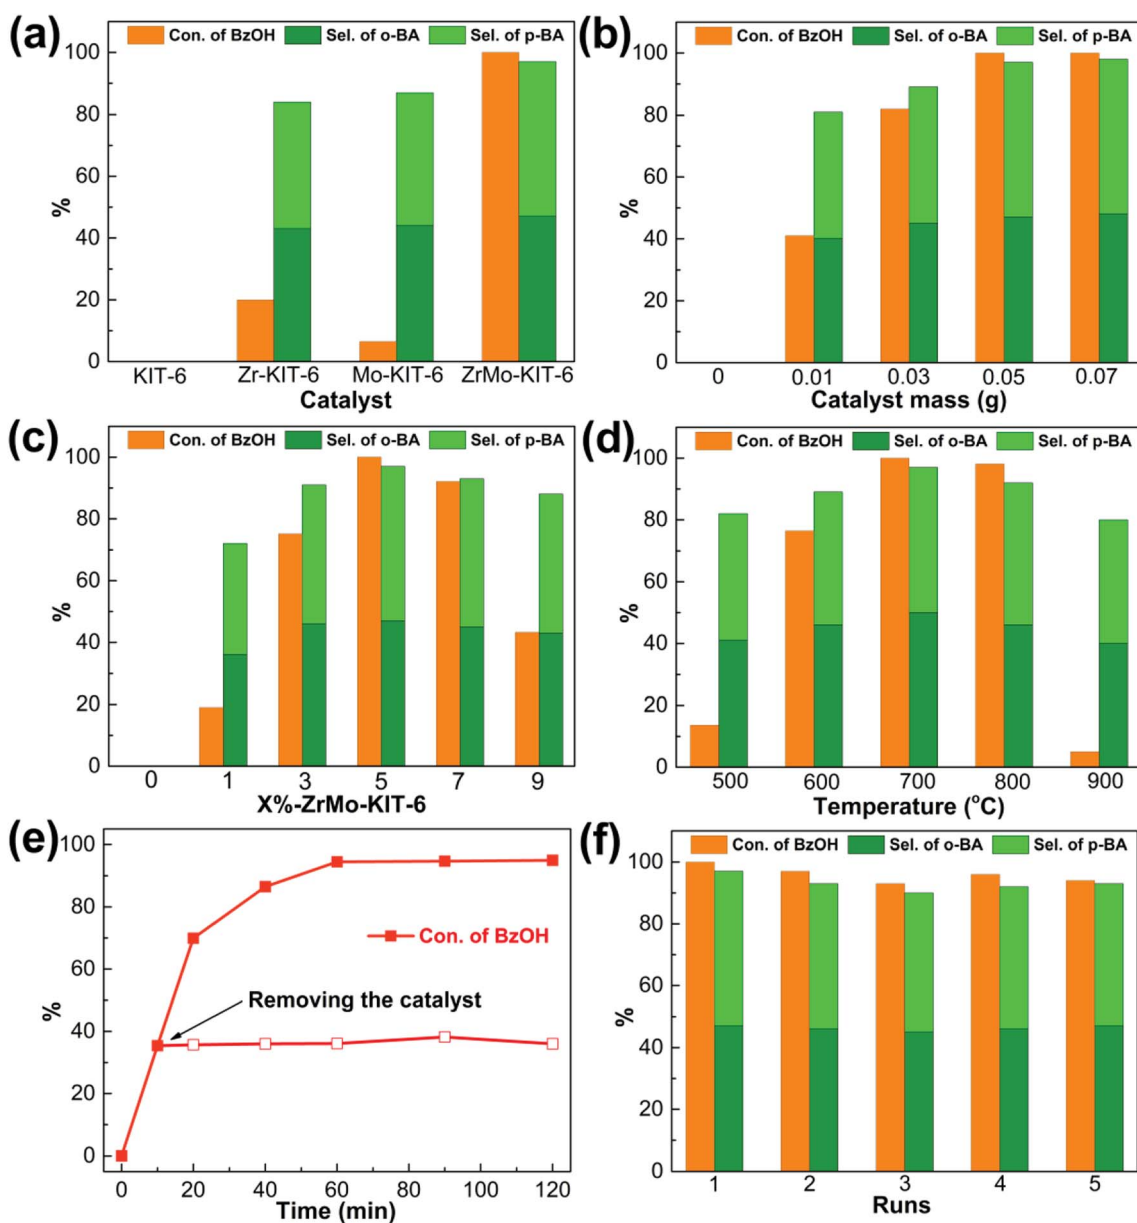 (a)
Con. of BzOH Sel. of o-BA Sel. of p-BA
100
80
60
40
20
0
%
KIT-6 Zr-KIT-6 Mo-KIT-6 ZrMo-KIT-6
Catalyst
(b)
Con. of BzOH Sel. of o-BA Sel. of p-BA
100
80
60
40
20
0
%
0 0.01 0.03 0.05 0.07
Catalyst mass (g)
(c)
Con. of BzOH Sel. of o-BA Sel. of p-BA
100
80
60
40
20
0
%
0 1 3 5 7 9
X%-ZrMo-KIT-6
(d)
Con. of BzOH Sel. of o-BA Sel. of p-BA
100
80
60
40
20
0
%
500 600 700 800 900
Temperature (°C)
(e)
100
80
60
40
20
0
%
Con. of BzOH
Removing the catalyst
0 20 40 60 80 100 120
Time (min)
(f)
Con. of BzOH Sel. of o-BA Sel. of p-BA
100
80
60
40
20
0
%
1 2 3 4 5
Runs